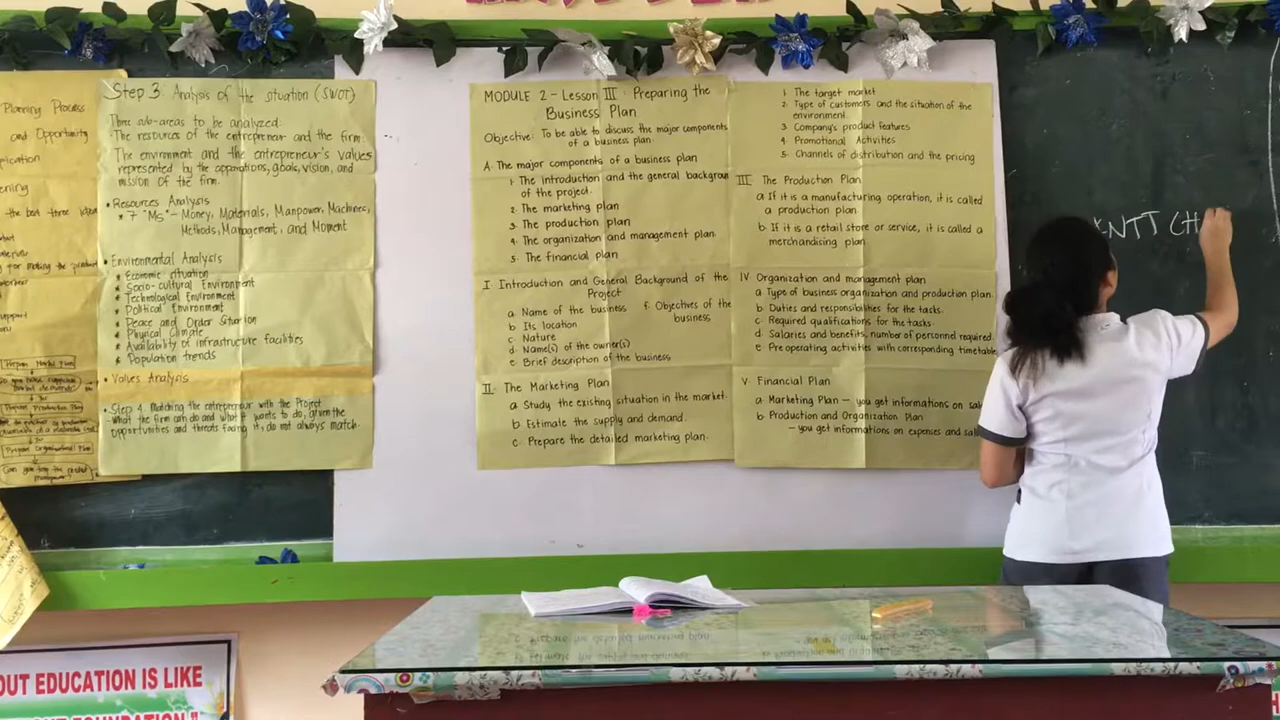 Planning Process
and Opportunity
Step 3: Analysis of the situation (SWOT)
Three sub-areas to be analyzed:
- The resources of the entrepreneur and the firm.
The environment and the entrepreneur's values
represented by the apparations, goals, vision, and
mission of the firm.
• Resources Analysis
* 7 "Ms" - Money, Materials, Manpower, Machines,
Methods, Management, and Moment
• Environmental Analysis
* Economic situation
* Socio-cultural Environment
* Technological Environment
* Political Environment
* Peace and Order Situation
* Physical Climate
* Availability of infrastructure facilities
* Population trends
• Values Analysis
• Step 4. Matching the entrepreneur with the Project
- What the firm can do and what it wants to do, given the
opportunities and threats facing it, do not always match.
MODULE 2 - Lesson III: Preparing the
Business Plan
Objective: To be able to discuss the major components
of a business plan
A. The major components of a business plan
1. The introduction and the general backgroun
of the project.
2. The marketing plan
3. The production plan
4. The organization and management plan.
5. The financial plan
I. Introduction and General Background of the
Project
a. Name of the business
b. Its location
c. Nature
d. Name(s) of the owner(s)
e. Brief description of the business
f. Objectives of the
business
II. The Marketing Plan
a. Study the existing situation in the market.
b. Estimate the supply and demand.
c. Prepare the detailed marketing plan.
1. The target market
2. Type of customers and the situation of the
environment.
3. Company's product features
4. Promotional Activities
5. Channels of distribution and the pricing
III. The Production Plan
a. If it is a manufacturing operation, it is called
a production plan
b. If it is a retail store or service, it is called a
merchandising plan.
IV. Organization and management plan
a. Type of business organization and production plan.
b. Duties and responsibilities for the tasks.
c. Required qualifications for the tasks.
d. Salaries and benefits, number of personnel required.
e. Pre operating activities with corresponding timetable
V. Financial Plan
a. Marketing Plan - you get informations on sal
b. Production and Organization Plan
- you get informations on expenses and sal
NTT CH
OUT EDUCATION IS LIKE
FOUNDATION."